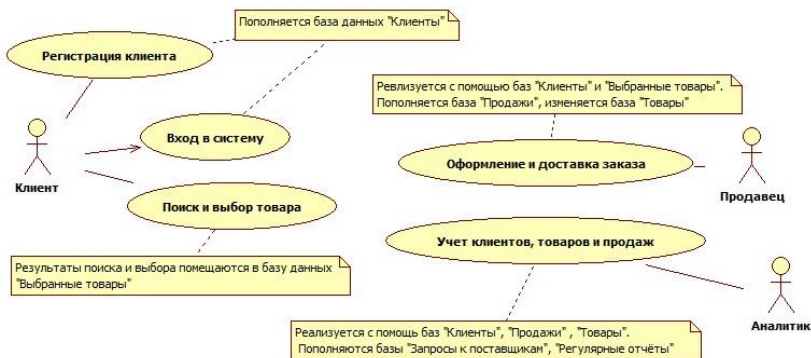 Пополняется база данных "Клиенты"
Регистрация клиента
Ревлизуется с помощью баз "Клиенты" и "Выбранные товары".
Пополняется база "Продажи", изменяется база "Товары"
Вход в систему
Оформление и доставка заказа
Клиент
Продавец
Поиск и выбор товара
Учет клиентов, товаров и продаж
Результаты поиска и выбора помещаются в базу данных
"Выбранные товары"
Аналитик
Реализуется с помощь баз "Клиенты", "Продажи" , "Товары".
Пополняются базы "Запросы к поставщикам", "Регулярные отчёты"